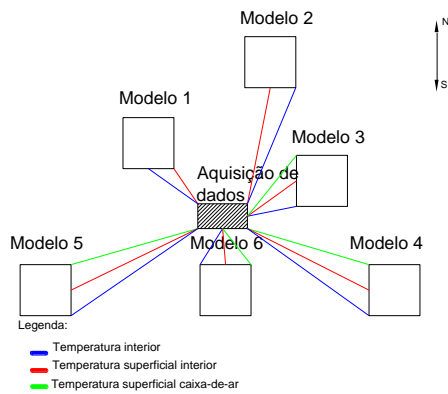 Modelo 2
N
S
Modelo 1
Modelo 3
Aquisição de
dados
Modelo 5
Modelo 6
Modelo 4
Legenda:
Temperatura interior
Temperatura superficial interior
Temperatura superficial caixa-de-ar